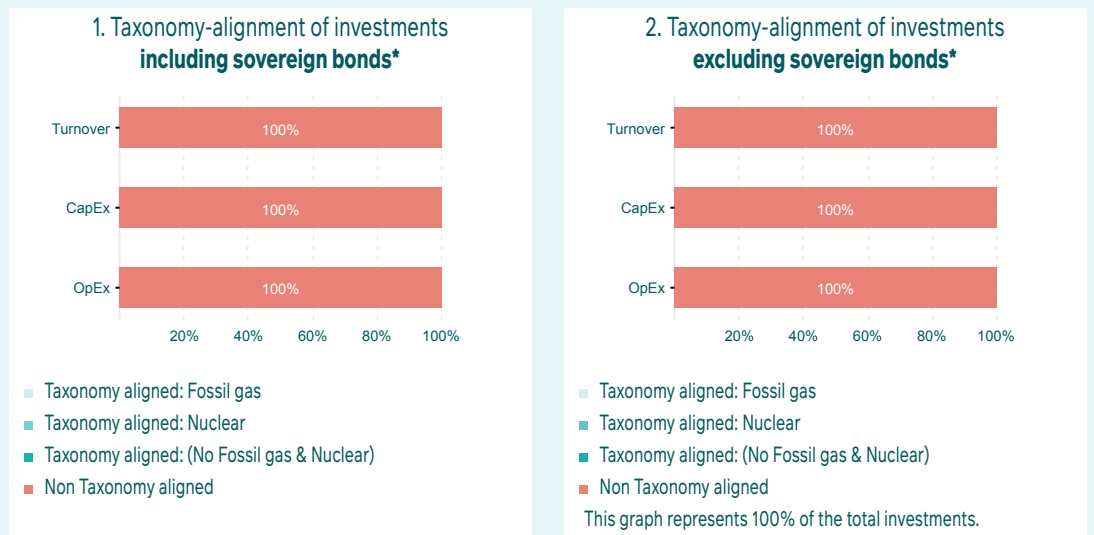 1. Taxonomy-alignment of investments
including sovereign bonds*
Turnover
100%
CapEx
100%
OpEx
100%
20% 40% 60% 80% 100%
Taxonomy aligned: Fossil gas
Taxonomy aligned: Nuclear
Taxonomy aligned: (No Fossil gas & Nuclear)
Non Taxonomy aligned
2. Taxonomy-alignment of investments
excluding sovereign bonds*
Turnover
100%
CapEx
100%
OpEx
100%
20% 40% 60% 80% 100%
Taxonomy aligned: Fossil gas
Taxonomy aligned: Nuclear
Taxonomy aligned: (No Fossil gas & Nuclear)
Non Taxonomy aligned
This graph represents 100% of the total investments.